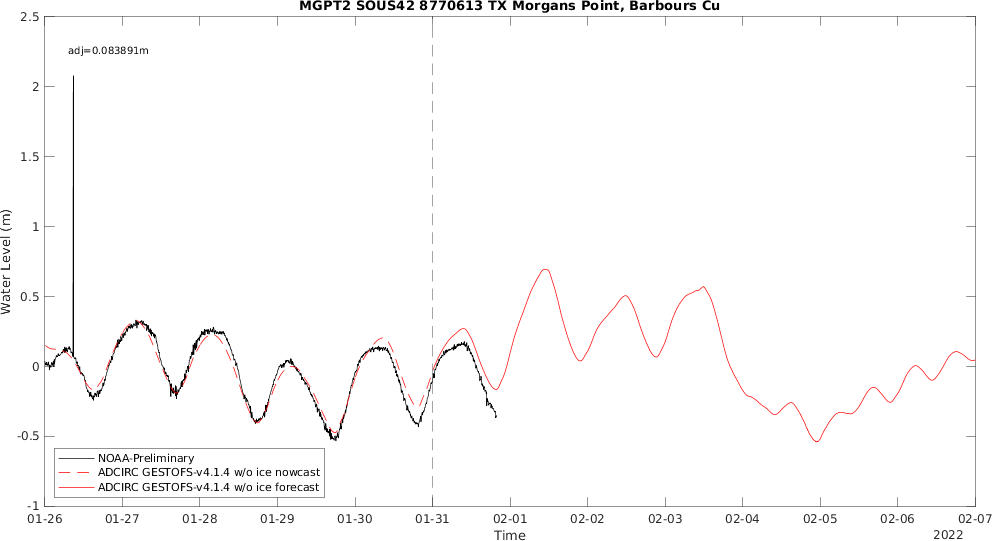 MGPT2 SOUS42 8770613 TX Morgans Point, Barbours Cu
adj=0.083891m
2.5
2
1.5
1
0.5
0
-0.5
-1
Water Level (m)
NOAA-Preliminary
ADCIRC GESTOFS-v4.1.4 w/o ice nowcast
ADCIRC GESTOFS-v4.1.4 w/o ice forecast
01-26 01-27 01-28 01-29 01-30 01-31 02-01 02-02 02-03 02-04 02-05 02-06 02-07
Time
2022